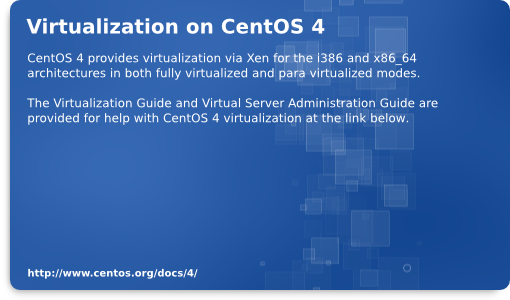 Virtualization on CentOS 4
CentOS 4 provides virtualization via Xen for the i386 and x86_64
architectures in both fully virtualized and para virtualized modes.
The Virtualization Guide and Virtual Server Administration Guide are
provided for help with CentOS 4 virtualization at the link below.
http://www.centos.org/docs/4/